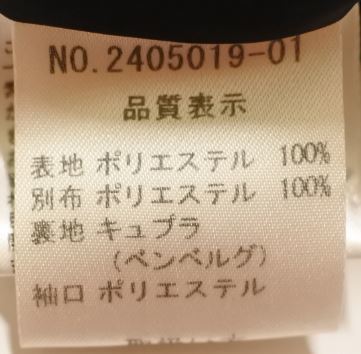 NO.2405019-01
品質表示
表地 ポリエステル 100%
別布 ポリエステル 100%
裏地 キュプラ
(ベンベルグ)
袖口 ポリエステル